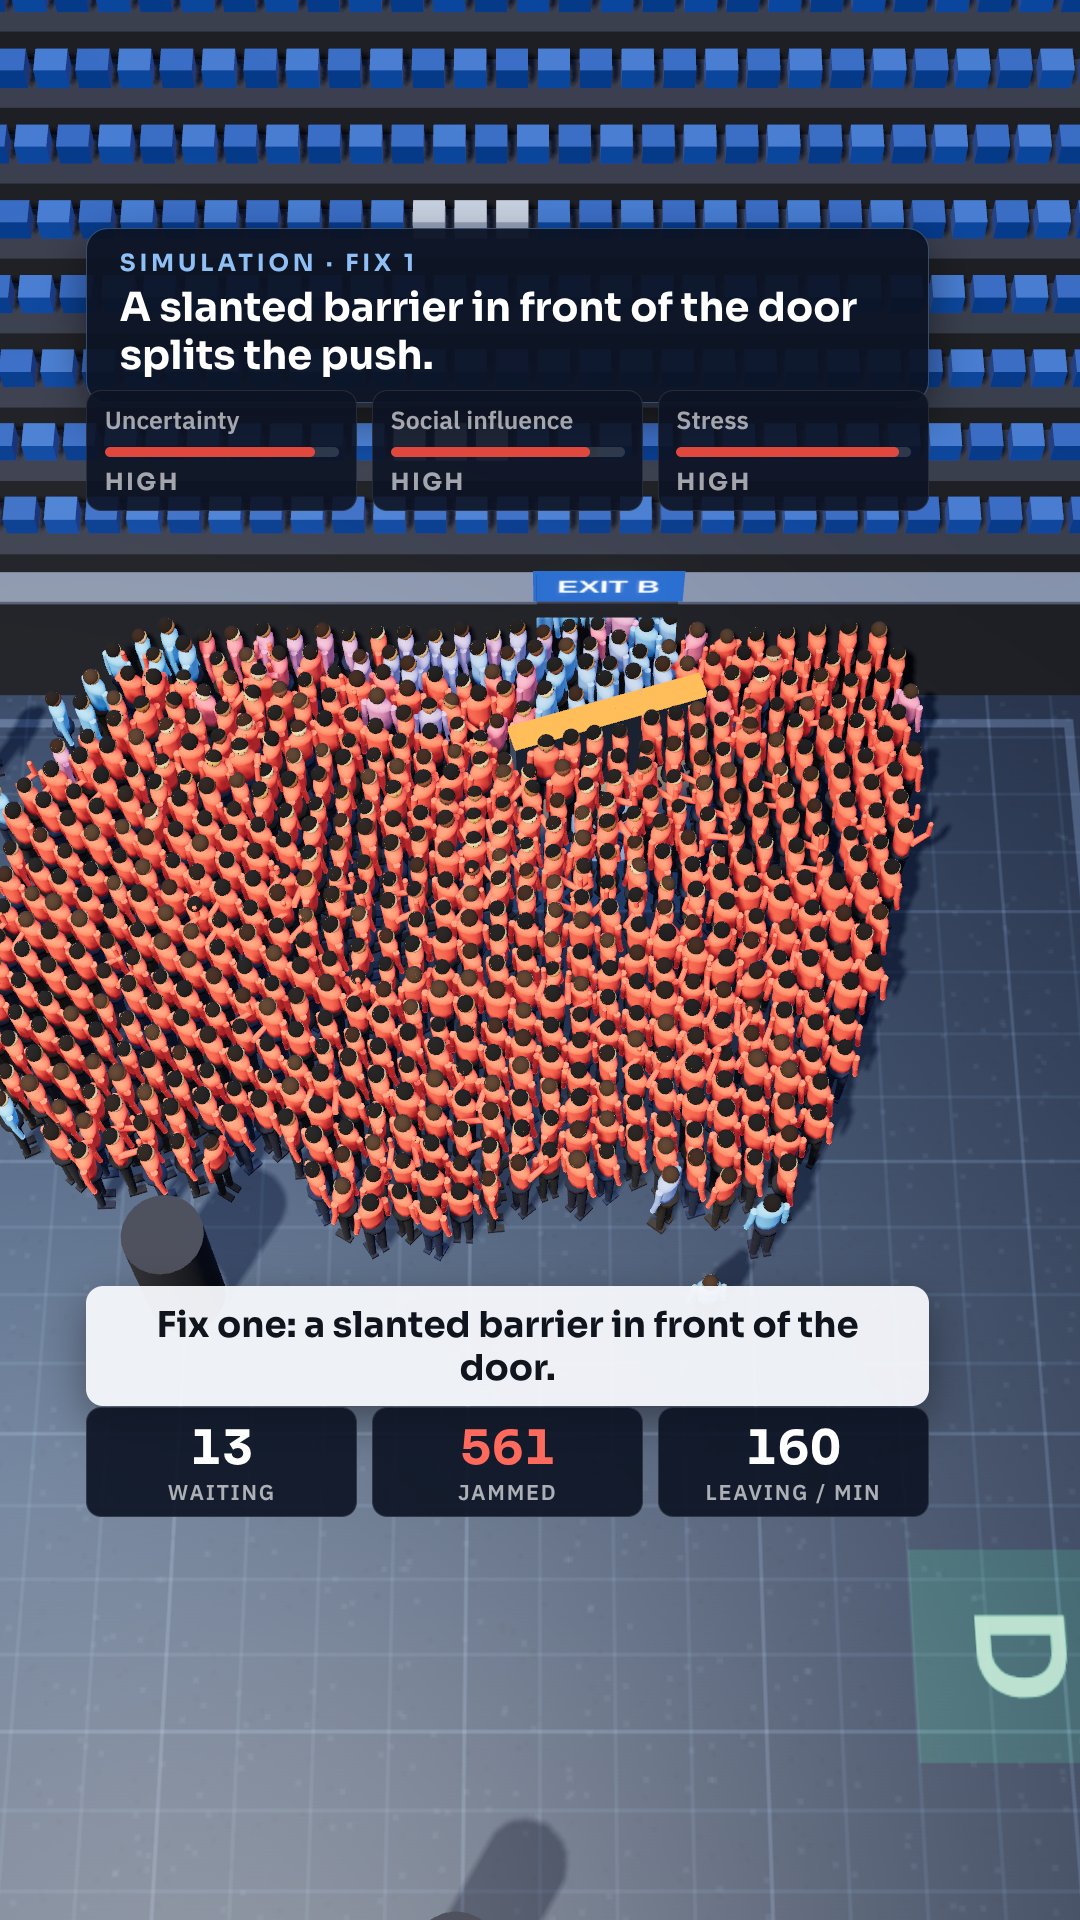 SIMULATION · FIX 1
A slanted barrier in front of the door
splits the push.
Uncertainty
HIGH
Social influence
HIGH
Stress
HIGH
EXIT B
Fix one: a slanted barrier in front of the
door.
13
WAITING
561
JAMMED
160
LEAVING / MIN
D